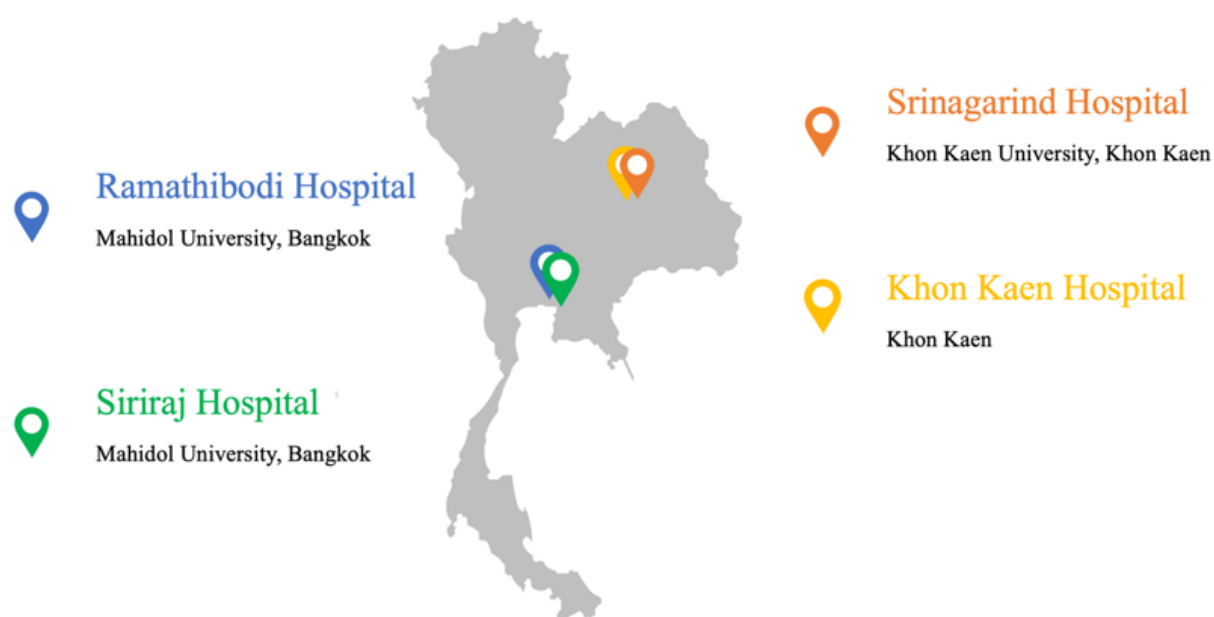 Ramathibodi Hospital
Mahidol University, Bangkok
Siriraj Hospital
Mahidol University, Bangkok
Srinagarind Hospital
Khon Kaen University, Khon Kaen
Khon Kaen Hospital
Khon Kaen